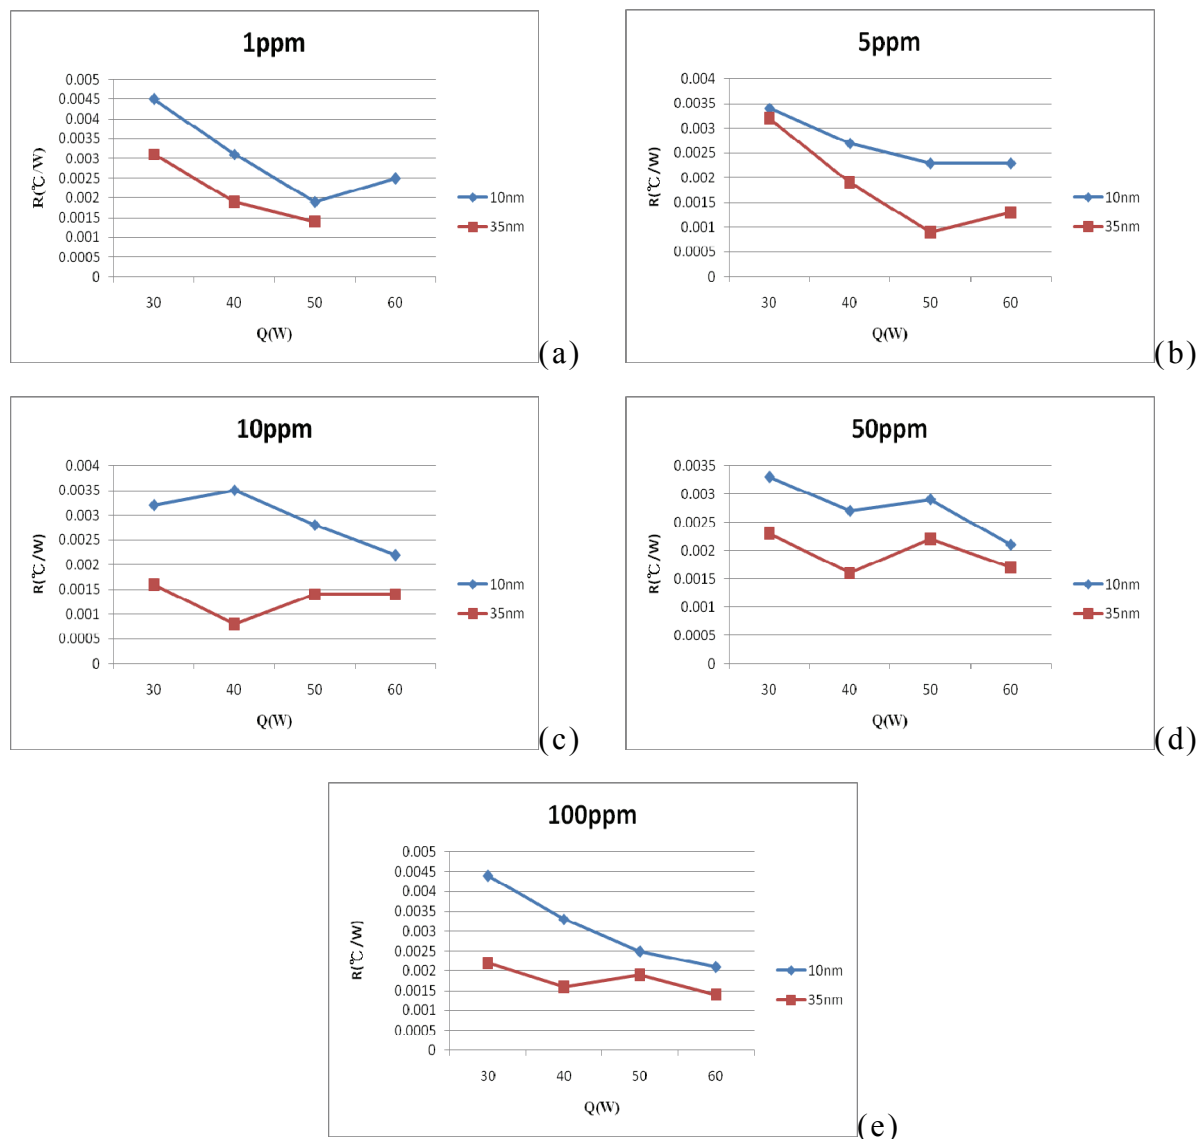 1ppm
0.005
0.0045
0.004
0.0035
0.003
0.0025
0.002
0.0015
0.001
0.0005
0
R(℃/W)
30 40 50 60
Q(W)
10nm
35nm
(a)
5ppm
0.004
0.0035
0.003
0.0025
0.002
0.0015
0.001
0.0005
0
R(℃/W)
30 40 50 60
Q(W)
10nm
35nm
(b)
10ppm
0.004
0.0035
0.003
0.0025
0.002
0.0015
0.001
0.0005
0
R(℃/W)
30 40 50 60
Q(W)
10nm
35nm
(c)
50ppm
0.0035
0.003
0.0025
0.002
0.0015
0.001
0.0005
0
R(℃/W)
30 40 50 60
Q(W)
10nm
35nm
(d)
100ppm
0.005
0.0045
0.004
0.0035
0.003
0.0025
0.002
0.0015
0.001
0.0005
0
R(℃/W)
30 40 50 60
Q(W)
10nm
35nm
(e)